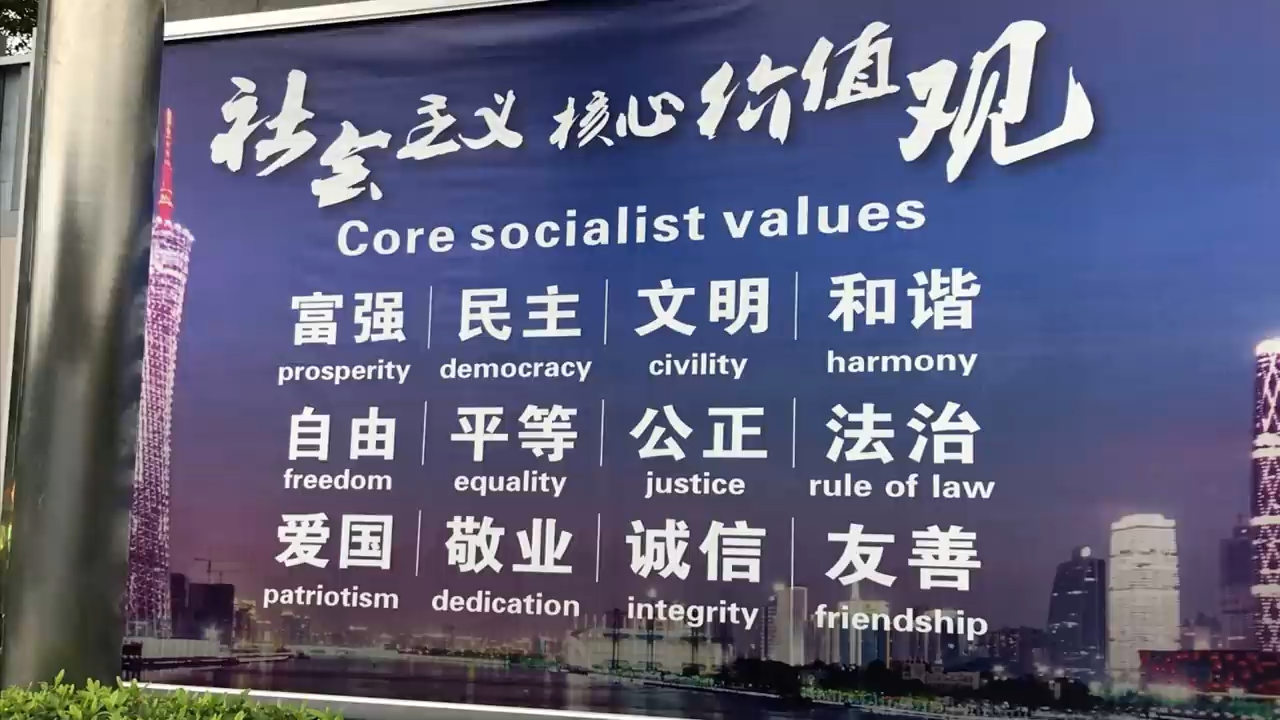 社会主义核心价值观
Core socialist values
富强 民主 文明 和谐
prosperity democracy civility harmony
自由 平等 公正 法治
freedom equality justice rule of law
爱国 敬业 诚信 友善
patriotism dedication integrity friendship